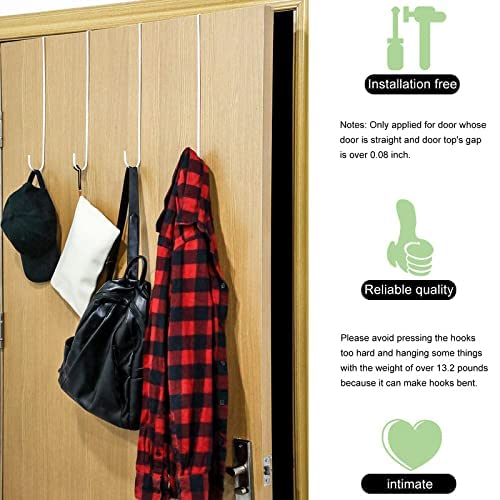 Installation free
Notes: Only applied for door whose
door is straight and door top's gap
is over 0.08 inch.
Reliable quality
Please avoid pressing the hooks
too hard and hanging some things
with the weight of over 13.2 pounds
because it can make hooks bent.
intimate